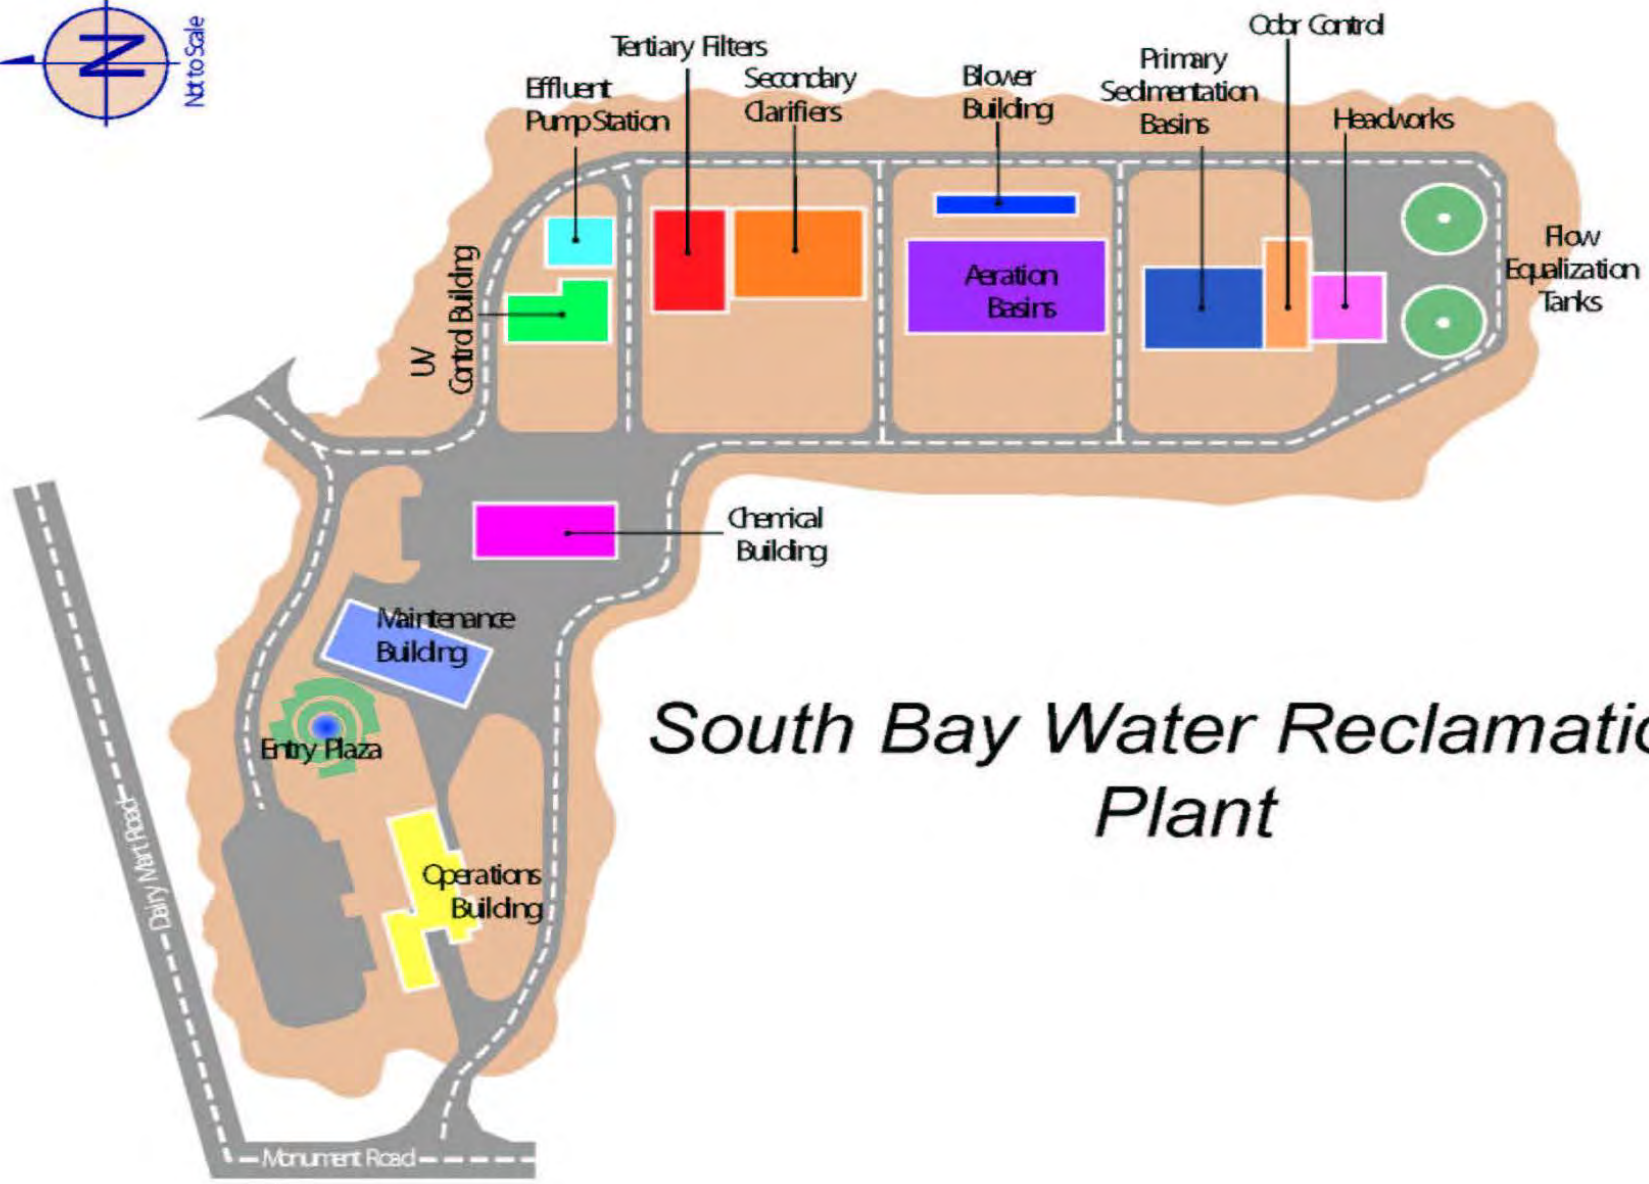 N
Not to Scale
Tertiary Filters
Effluent
Pump Station
Secondary
Clarifiers
Blower
Building
Primary
Sedimentation
Basins
Odor Control
Headworks
Flow
Equalization
Tanks
UV
Control Building
Aeration
Basins
Chemical
Building
Maintenance
Building
Entry Plaza
Operations
Building
South Bay Water Reclamatio
Plant
Dairy Mart Road
Monument Road